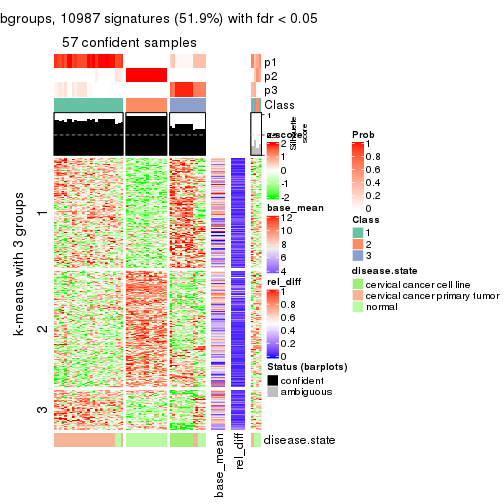 bgroups, 10987 signatures (51.9%) with fdr < 0.05
57 confident samples
p1
p2
p3
Class
1
Silhouette
score
k-means with 3 groups
1
2
3
base_mean
rel_diff
disease.state
z-score
2
1
0
-1
-2
base_mean
12
10
8
6
4
rel_diff
1
0.8
0.6
0.4
0.2
0
Status (barplots)
confident
ambiguous
Prob
1
0.8
0.6
0.4
0.2
0
Class
1
2
3
disease.state
cervical cancer cell line
cervical cancer primary tumor
normal